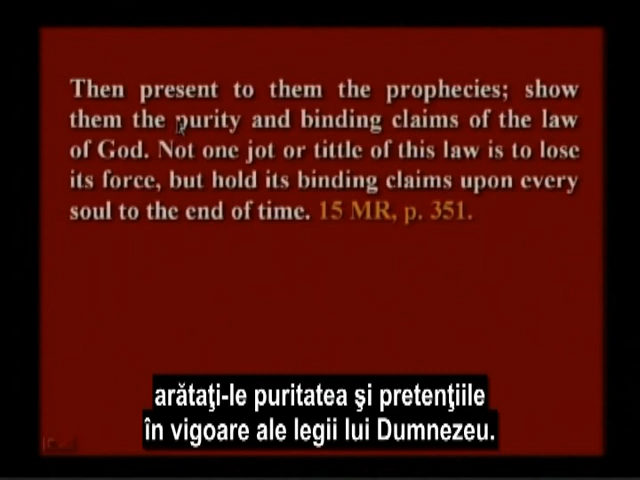 Then present to them the prophecies; show
them the purity and binding claims of the law
of God. Not one jot or tittle of this law is to lose
its force, but hold its binding claims upon every
soul to the end of time. 15 MR, p. 351.
arătaţi-le puritatea şi pretenţiile
în vigoare ale legii lui Dumnezeu.